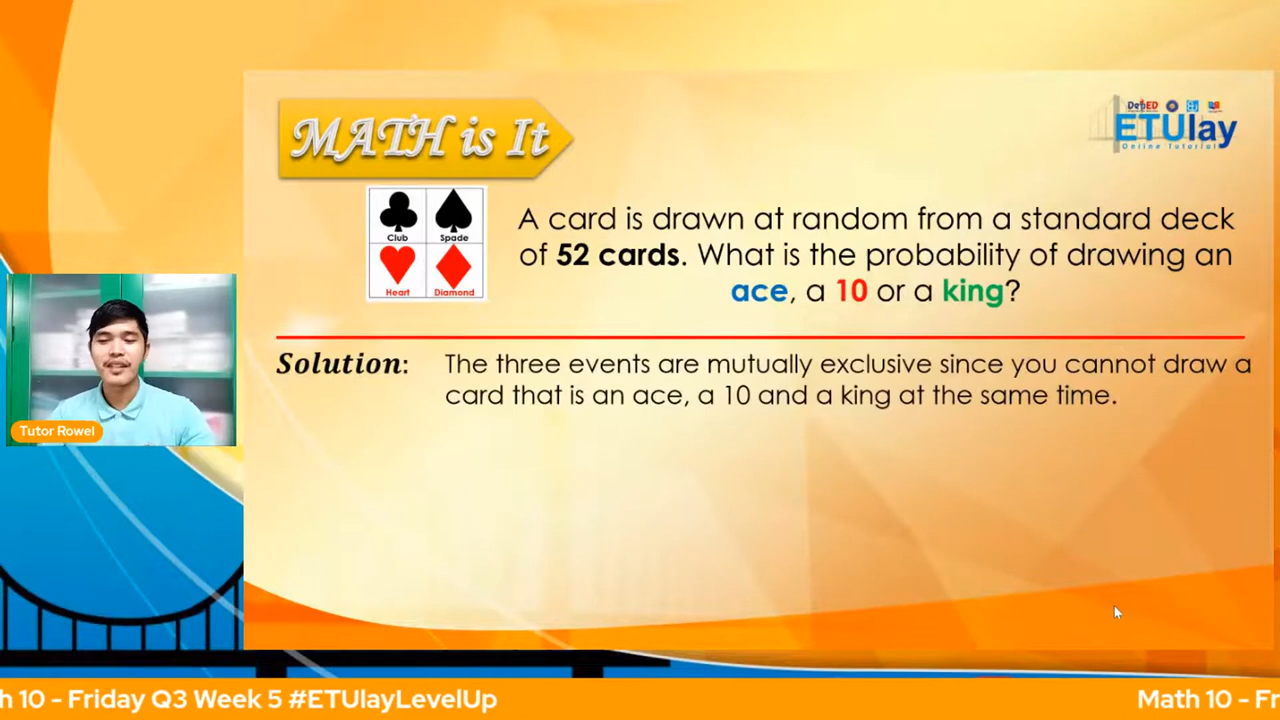 MATH is It
DepED
ETUlay
Online Tutorial
Club
Spade
Heart
Diamond
A card is drawn at random from a standard deck
of 52 cards. What is the probability of drawing an
ace, a 10 or a king?
Solution: The three events are mutually exclusive since you cannot draw a
card that is an ace, a 10 and a king at the same time.
Tutor Rowel
h 10 - Friday Q3 Week 5 #ETUlayLevelUp
Math 10 - Fr